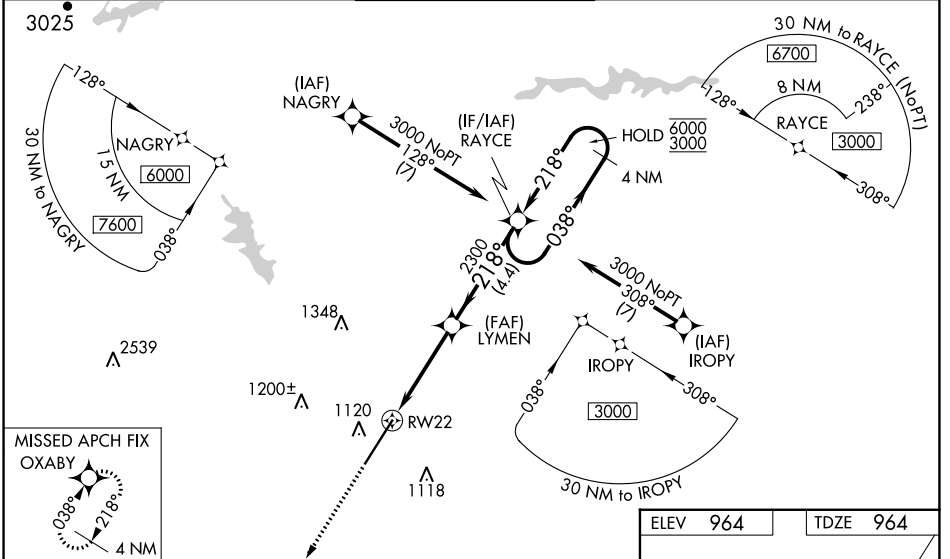 3025
128°
NAGRY
6000
15 NM
7600
30 NM to NAGRY
038°
(IAF)
NAGRY
3000 NoPT
128°
(7)
(IF/IAF)
RAYCE
HOLD 6000
3000
4 NM
218°
038°
30 NM to RAYCE (NoPT)
6700
8 NM
128°
238°
RAYCE
3000
308°
2300
218°
(4.4)
3000 NoPT
308°
(7)
(IAF)
IROPY
(FAF)
LYMEN
1348
2539
1200±
1120
RW22
1118
IROPY
038°
308°
3000
30 NM to IROPY
MISSED APCH FIX
OXABY
038°
218°
4 NM
ELEV 964
TDZE 964